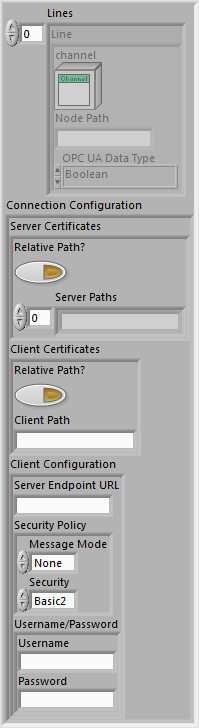 Lines
0
Line
channel
Channel
Node Path
OPC UA Data Type
Boolean
Connection Configuration
Server Certificates
Relative Path?
Server Paths
0
Client Certificates
Relative Path?
Client Path
Client Configuration
Server Endpoint URL
Security Policy
Message Mode
None
Security
Basic2
Username/Password
Username
Password